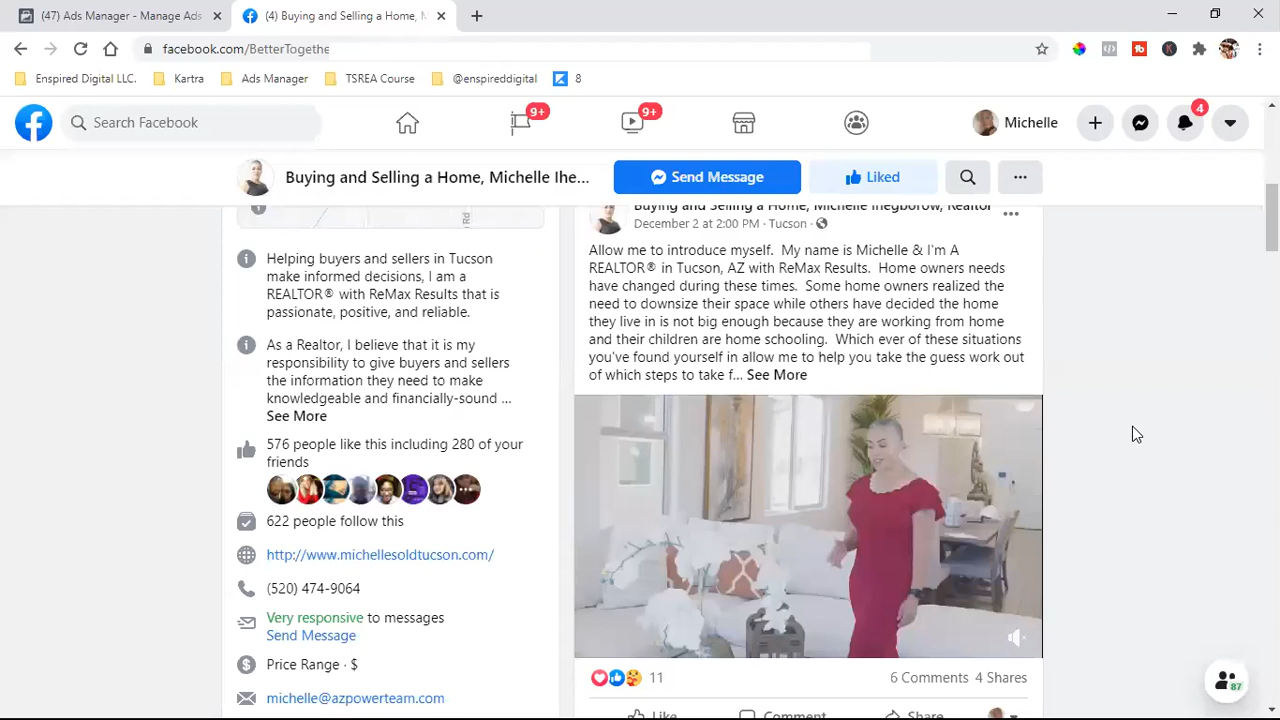 (47) Ads Manager - Manage Ads
(4) Buying and Selling a Home, M
facebook.com/BetterTogethe
Enspired Digital LLC.
Kartra
Ads Manager
TSREA Course
@enspireddigital
8
Search Facebook
9+
9+
Michelle
4
Buying and Selling a Home, Michelle Ihe...
Send Message
Liked
Buying and Selling a Home, Michelle Ihegborow, Realtor
December 2 at 2:00 PM · Tucson ·
Rd
Helping buyers and sellers in Tucson
make informed decisions, I am a
REALTOR® with ReMax Results that is
passionate, positive, and reliable.
As a Realtor, I believe that it is my
responsibility to give buyers and sellers
the information they need to make
knowledgeable and financially-sound ...
See More
576 people like this including 280 of your
friends
622 people follow this
http://www.michellesoldtucson.com/
(520) 474-9064
Very responsive to messages
Send Message
Price Range · $
michelle@azpowerteam.com
Allow me to introduce myself. My name is Michelle & I'm A
REALTOR® in Tucson, AZ with ReMax Results. Home owners needs
have changed during these times. Some home owners realized the
need to downsize their space while others have decided the home
they live in is not big enough because they are working from home
and their children are home schooling. Which ever of these situations
you've found yourself in allow me to help you take the guess work out
of which steps to take f... See More
11
6 Comments 4 Shares
Like
Comment
Share
87